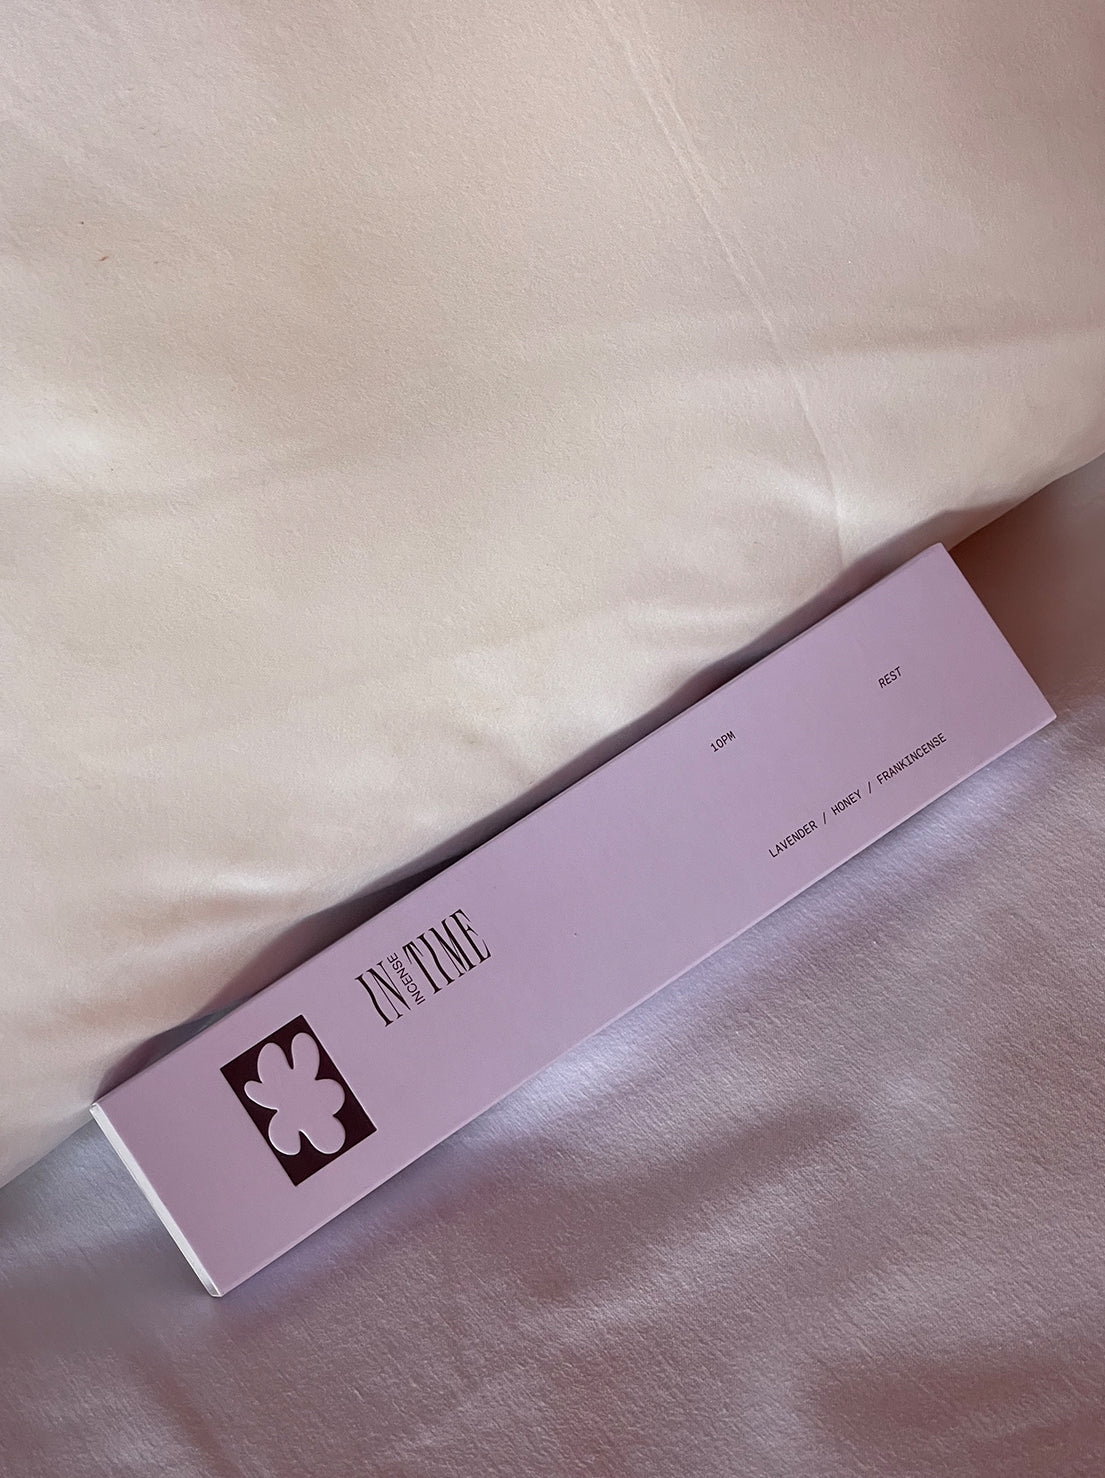 IN
INCENSE
TIME
10PM
REST
LAVENDER / HONEY / FRANKINCENSE